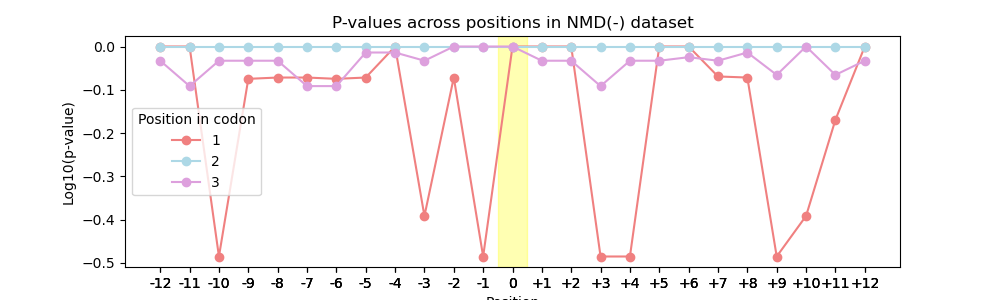 P-values across positions in NMD(-) dataset
Log10(p-value)
0.0
−0.1
−0.2
−0.3
−0.4
−0.5
Position in codon
1
2
3
-12 -11 -10 -9 -8 -7 -6 -5 -4 -3 -2 -1 0 +1 +2 +3 +4 +5 +6 +7 +8 +9 +10 +11 +12
Position